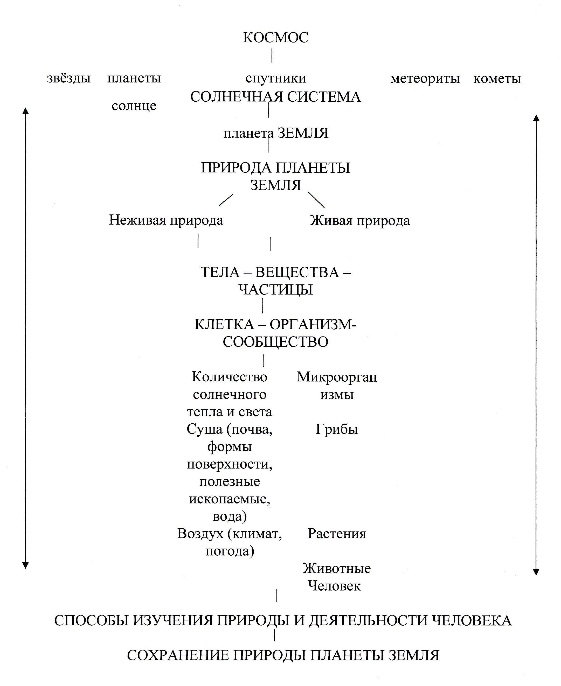 КОСМОС
звёзды планеты спутники метеориты кометы
солнце СОЛНЕЧНАЯ СИСТЕМА
планета ЗЕМЛЯ
ПРИРОДА ПЛАНЕТЫ
ЗЕМЛЯ
Неживая природа Живая природа
ТЕЛА – ВЕЩЕСТВА –
ЧАСТИЦЫ
КЛЕТКА – ОРГАНИЗМ-
СООБЩЕСТВО
Количество Микроорган
солнечного измы
тепла и света
Суша (почва, Грибы
формы
поверхности,
полезные
ископаемые,
вода)
Воздух (климат, Растения
погода)
Животные
Человек
СПОСОБЫ ИЗУЧЕНИЯ ПРИРОДЫ И ДЕЯТЕЛЬНОСТИ ЧЕЛОВЕКА
СОХРАНЕНИЕ ПРИРОДЫ ПЛАНЕТЫ ЗЕМЛЯ